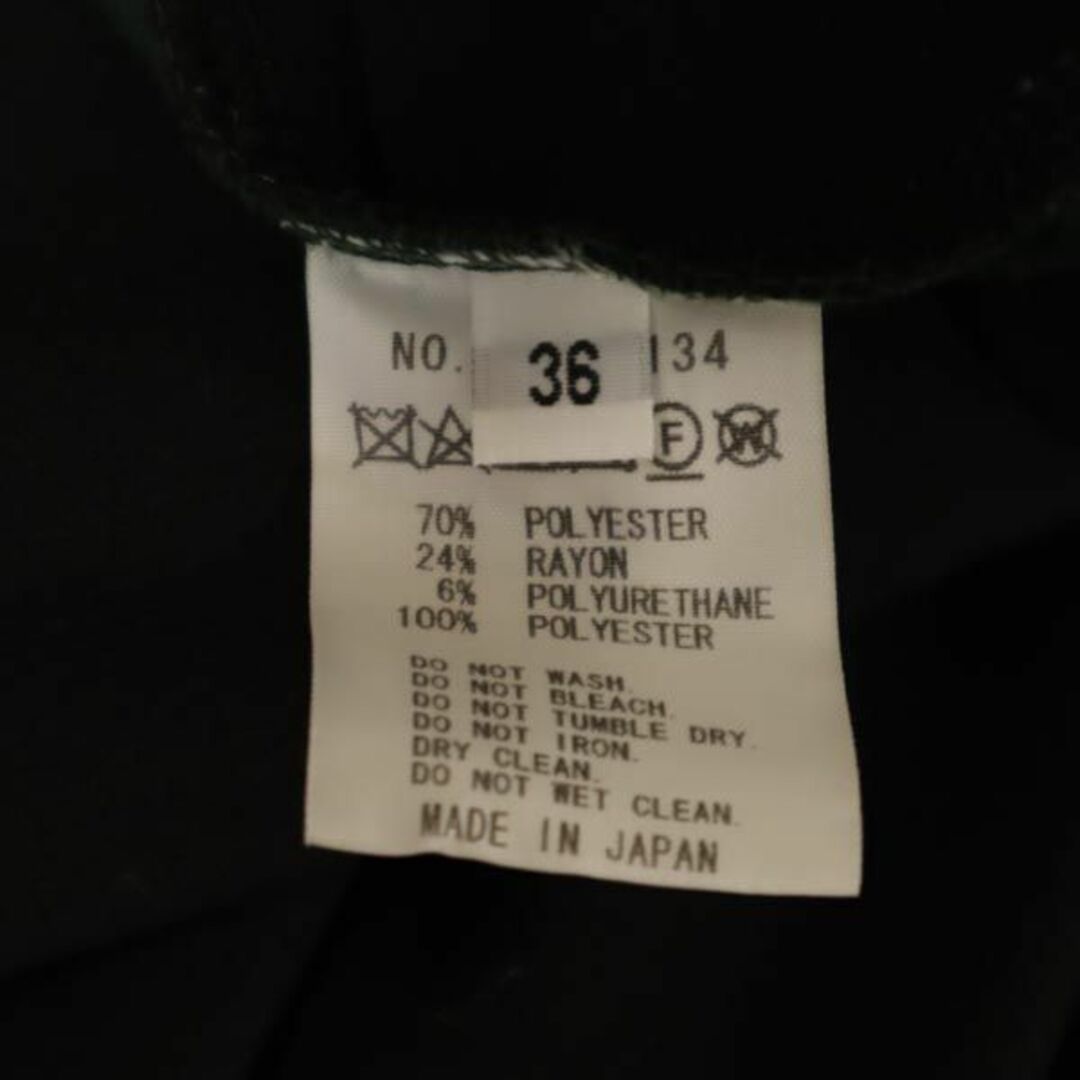 NO. 134
36
F W
70% POLYESTER
24% RAYON
6% POLYURETHANE
100% POLYESTER
DO NOT WASH.
DO NOT BLEACH.
DO NOT TUMBLE DRY.
DO NOT IRON.
DRY CLEAN.
DO NOT WET CLEAN.
MADE IN JAPAN